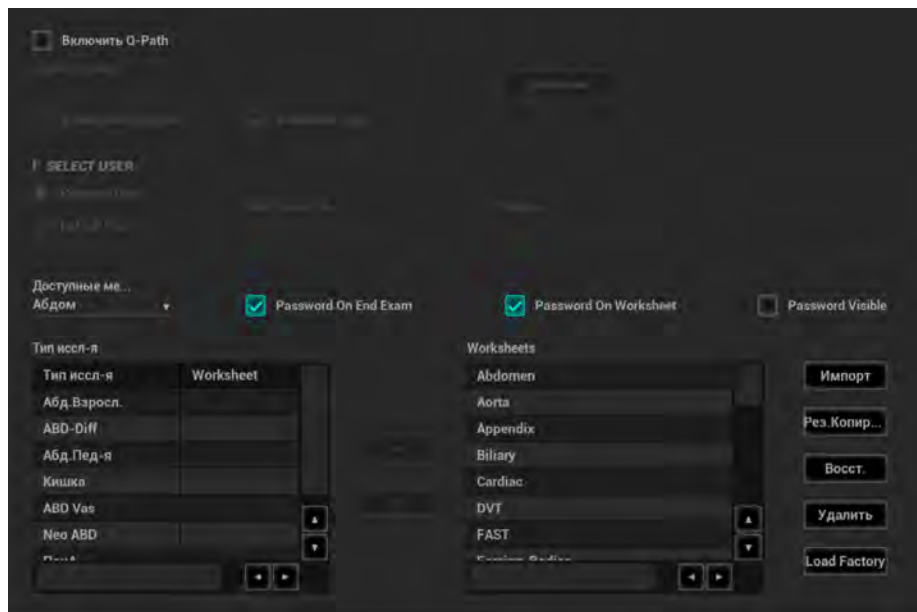 Включить Q-Path
SELECT USER
Доступные ме...
Абдом
Password On End Exam
Password On Worksheet
Password Visible
Тип иссл-я
Worksheets
Тип иссл-я Worksheet
Абд.Взросл.
ABD-Diff
Абд.Пед-я
Кишка
ABD Vas
Neo ABD
Abdomen
Aorta
Appendix
Biliary
Cardiac
DVT
FAST
Foreign Bodies
Импорт
Рез.Копир...
Восст.
Удалить
Load Factory